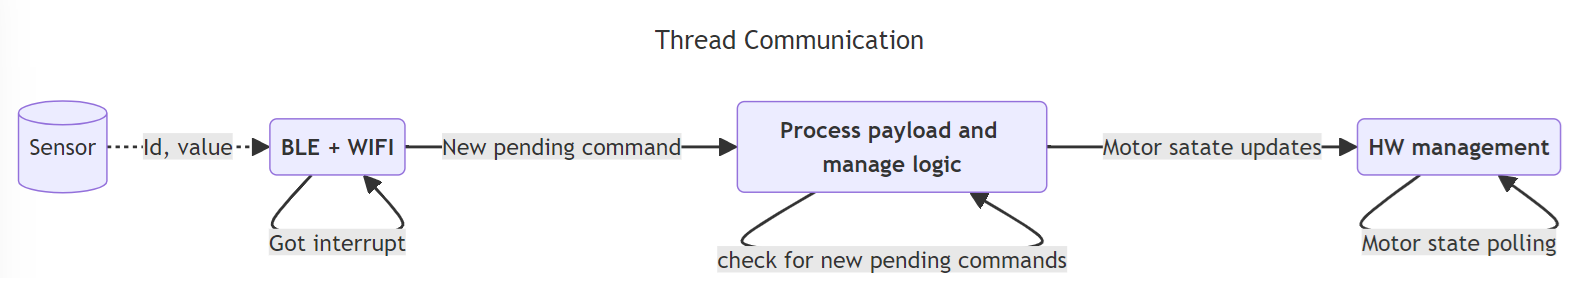 Thread Communication
Sensor
Id, value
BLE + WIFI
New pending command
Process payload and
manage logic
Motor satate updates
HW management
Got interrupt
check for new pending commands
Motor state polling